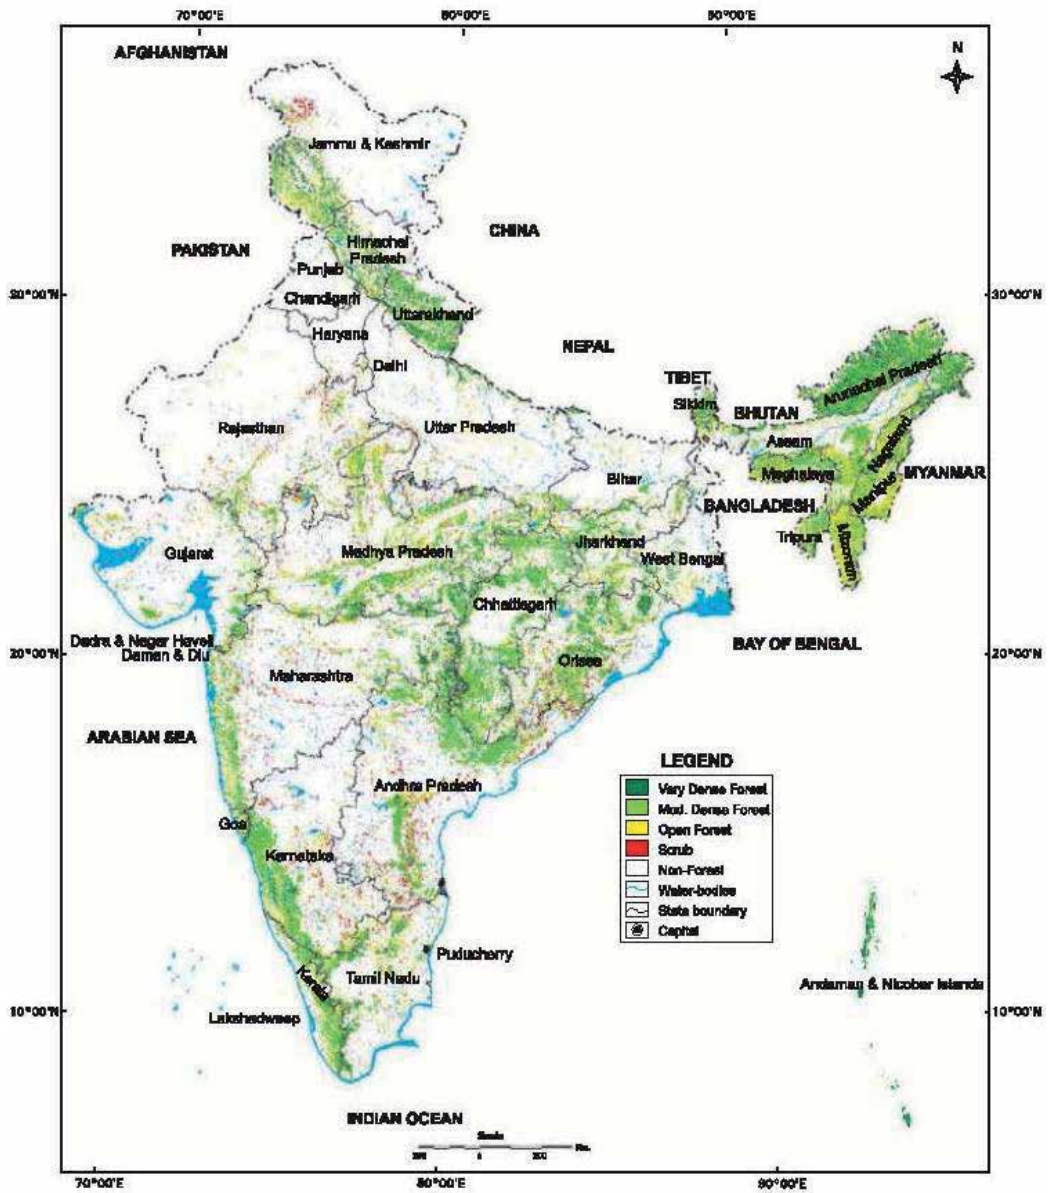 70°00'E 80°00'E 90°00'E
AFGHANISTAN
N
Jammu & Kashmir
CHINA
PAKISTAN
Himachal
Pradesh
Punjab
Chandigarh
30°00'N 30°00'N
Uttarakhand
Haryana
NEPAL
Delhi
TIBET
Sikkim
Arunachal Pradesh
BHUTAN
Rajasthan
Uttar Pradesh
Assam
Nagaland
Meghalaya
MYANMAR
Bihar
Manipur
BANGLADESH
Tripura
Mizoram
Gujarat
Madhya Pradesh
Jharkhand
West Bengal
Chhattisgarh
Dadra & Nagar Haveli
Daman & Diu
BAY OF BENGAL
20°00'N 20°00'N
Orissa
Maharashtra
ARABIAN SEA
LEGEND
Very Dense Forest
Mod. Dense Forest
Open Forest
Scrub
Non-Forest
Water-bodies
State boundary
Capital
Andhra Pradesh
Goa
Karnataka
Puducherry
Kerala
Tamil Nadu
Andaman & Nicobar Islands
10°00'N 10°00'N
Lakshadweep
INDIAN OCEAN
Scale
0
Km.
70°00'E 80°00'E 90°00'E